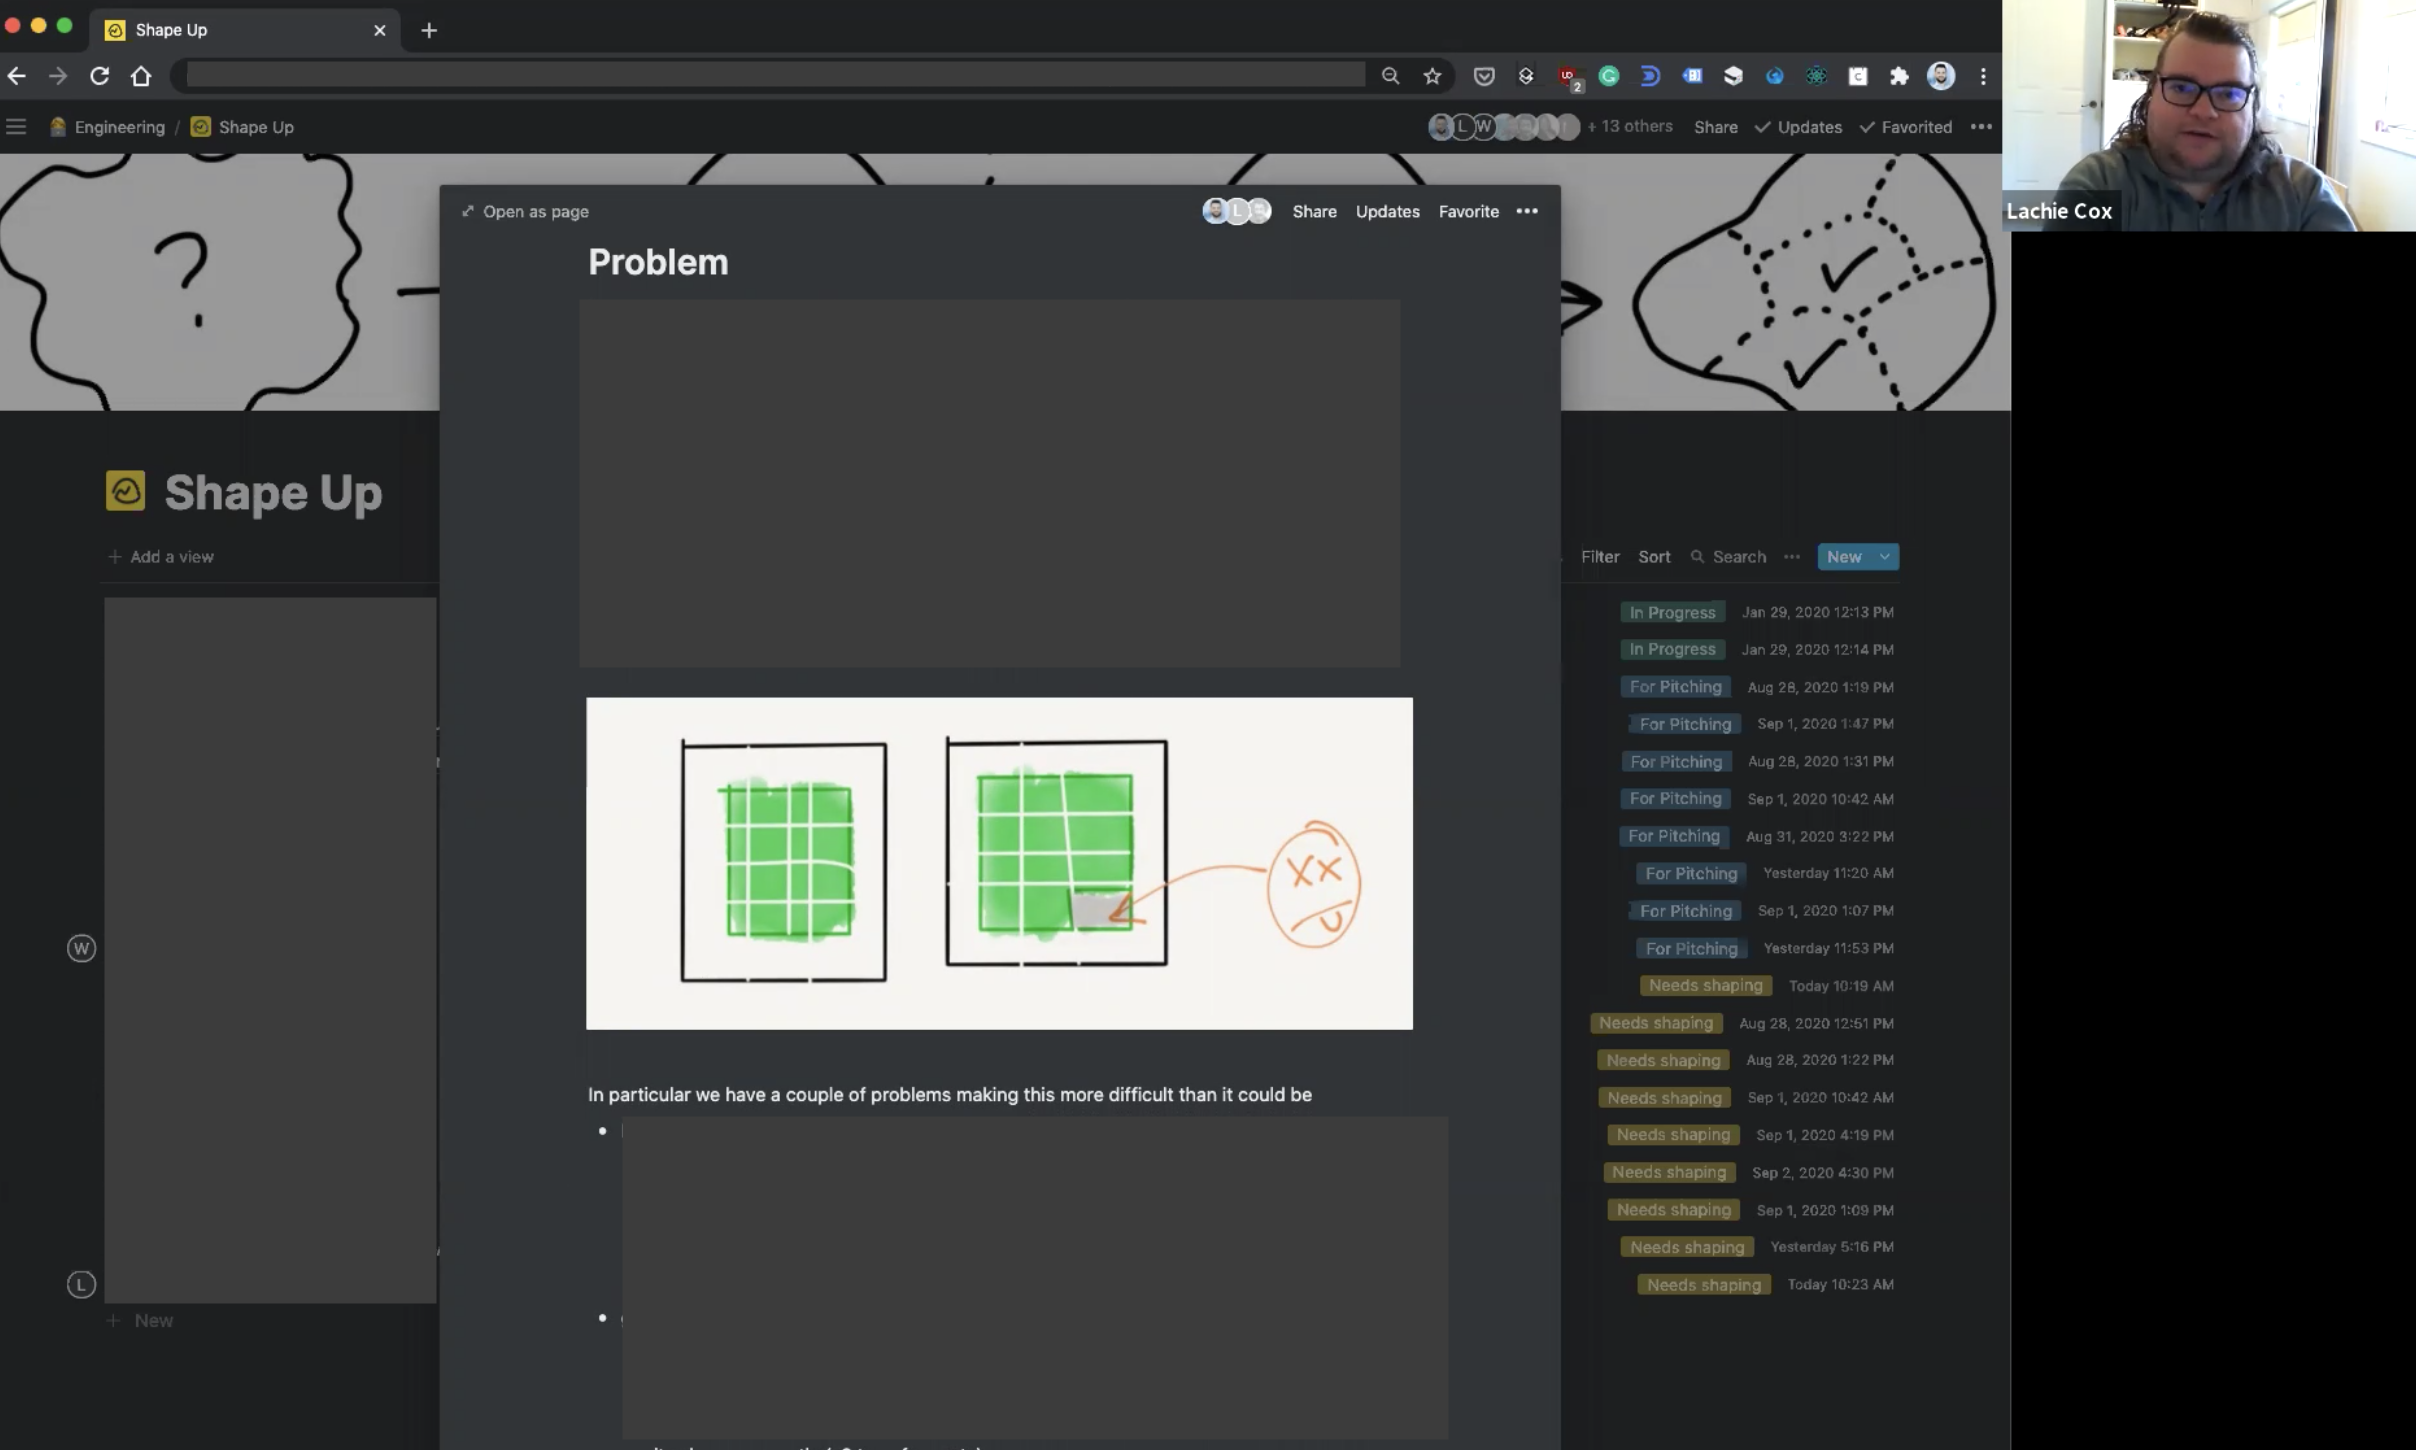 Shape Up
2
Engineering / Shape Up
L W + 13 others Share Updates Favorited
Lachie Cox
?
Open as page
L Share Updates Favorite
Problem
Shape Up
+ Add a view
Filter Sort Search New
In Progress Jan 29, 2020 12:13 PM
In Progress Jan 29, 2020 12:14 PM
For Pitching Aug 28, 2020 1:19 PM
For Pitching Sep 1, 2020 1:47 PM
For Pitching Aug 28, 2020 1:31 PM
For Pitching Sep 1, 2020 10:42 AM
For Pitching Aug 31, 2020 3:22 PM
For Pitching Yesterday 11:20 AM
For Pitching Sep 1, 2020 1:07 PM
For Pitching Yesterday 11:53 PM
Needs shaping Today 10:19 AM
Needs shaping Aug 28, 2020 12:51 PM
Needs shaping Aug 28, 2020 1:22 PM
Needs shaping Sep 1, 2020 10:42 AM
Needs shaping Sep 1, 2020 4:19 PM
Needs shaping Sep 2, 2020 4:30 PM
Needs shaping Sep 1, 2020 1:09 PM
Needs shaping Yesterday 5:16 PM
Needs shaping Today 10:23 AM
XX
W
L
+ New
In particular we have a couple of problems making this more difficult than it could be